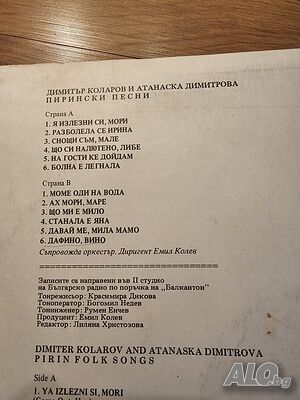 ДИМИТЪР КОЛАРОВ И АТАНАСКА ДИМИТРОВА
ПИРИНСКИ ПЕСНИ
Страна А
1. Я ИЗЛЕЗНИ СИ, МОРИ
2. РАЗБОЛЕЛА СЕ ИРИНА
3. СНОЩИ СЪМ, МАЛЕ
4. ЩО СИ НАЛЮТЕНО, ЛИБЕ
5. НА ГОСТИ КЕ ДОЙДАМ
6. БОЛНА Е ЛЕГНАЛА
Страна В
1. МОМЕ ОДИ НА ВОДА
2. АХ МОРИ, МАРЕ
3. ЩО МИ Е МИЛО
4. СТАНАЛА Е ЯНА
5. ДАВАЙ МЕ, МИЛА МАМО
6. ДАФИНО, ВИНО
Съпровожда оркестър. Диригент Емил Колев
Записите са направени във II студио
на Българско радио по поръчка на „Балкантон"
Тонрежисьор: Красимира Дикова
Тоноператор: Богомил Недев
Тонинженер: Румен Енчев
Продуцент: Емил Колев
Редактор: Лиляна Христозова
DIMITER KOLAROV AND ATANASKA DIMITROVA
PIRIN FOLK SONGS
Side A
1. YA IZLEZNI SI, MORI
ALO.bg